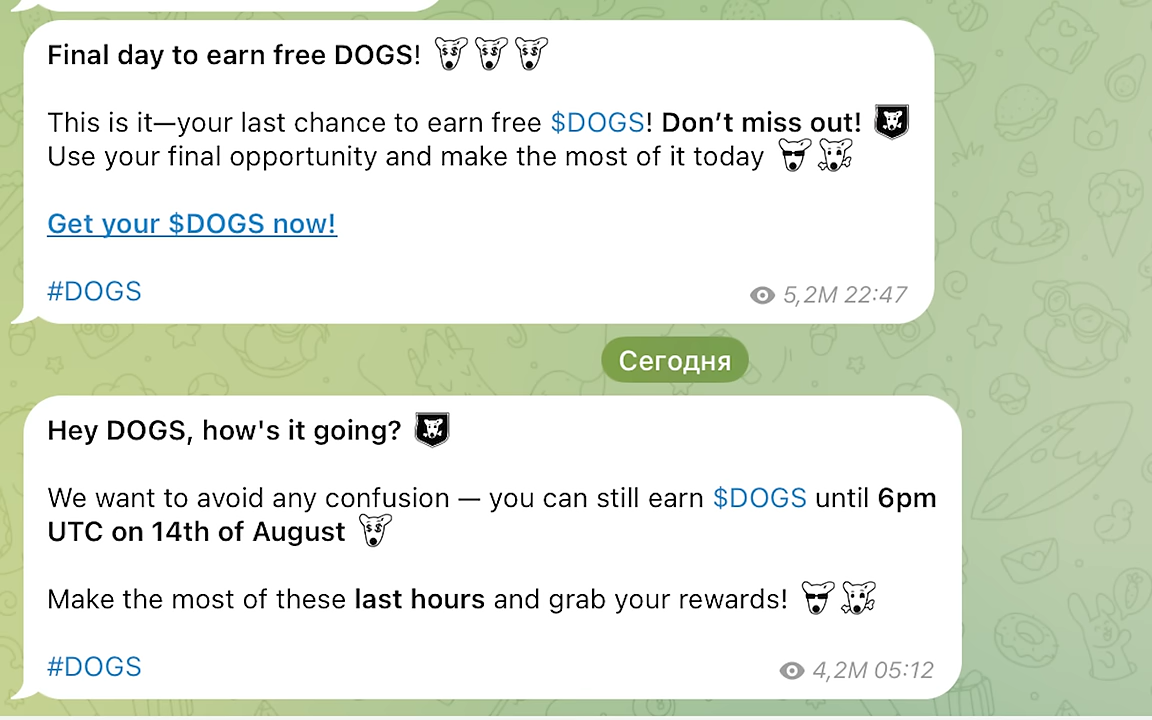 Final day to earn free DOGS!
This is it—your last chance to earn free $DOGS! Don’t miss out!
Use your final opportunity and make the most of it today
Get your $DOGS now!
#DOGS
5,2M 22:47
Сегодня
Hey DOGS, how's it going?
We want to avoid any confusion — you can still earn $DOGS until 6pm
UTC on 14th of August
Make the most of these last hours and grab your rewards!
#DOGS
4,2M 05:12